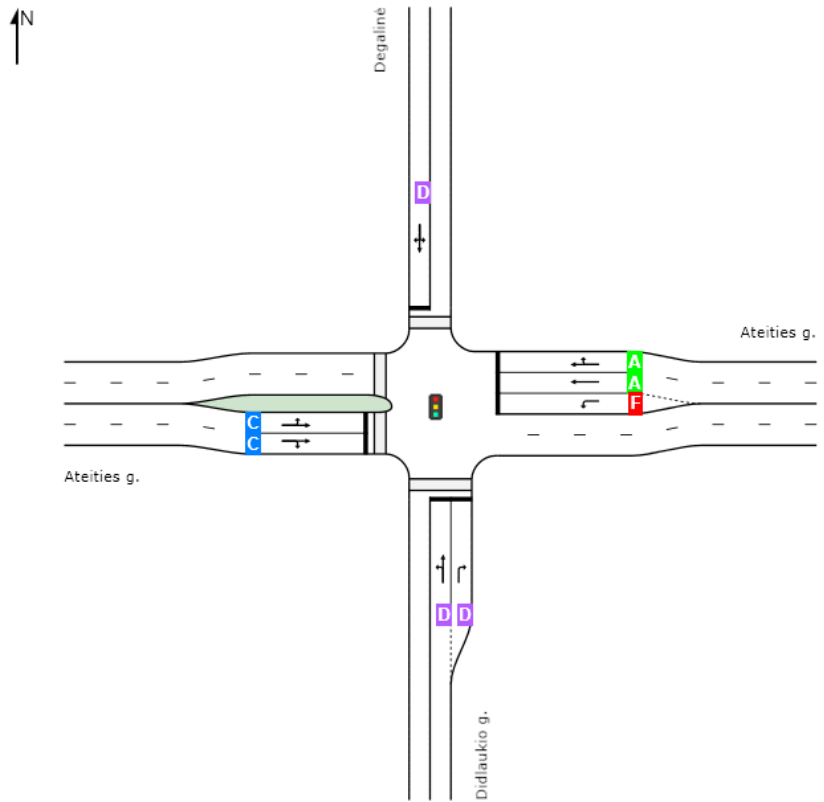 N
Degalinė
D
Ateities g.
A
A
F
C
C
Ateities g.
D D
Didlaukio g.